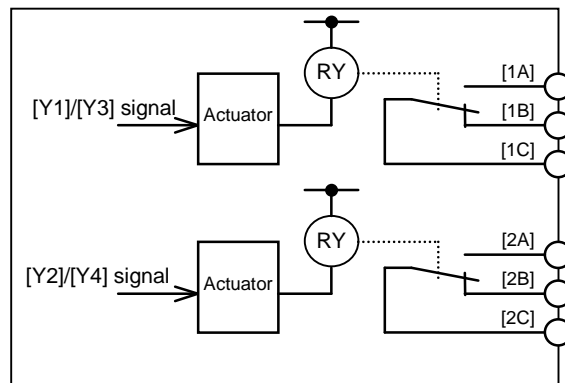 RY
[1A]
[Y1]/[Y3] signal
Actuator
[1B]
[1C]
RY
[2A]
[Y2]/[Y4] signal
Actuator
[2B]
[2C]